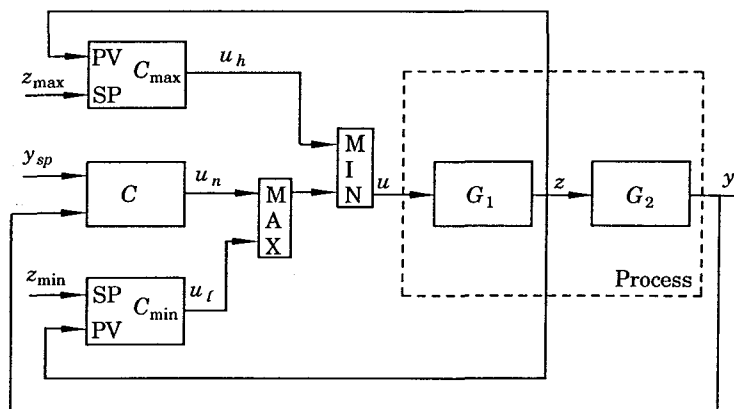 PV
C_max
u_h
z_max
SP
M
I
N
y_sp
C
u_n
M
A
X
u
G_1
z
G_2
y
z_min
SP
C_min
u_l
PV
Process